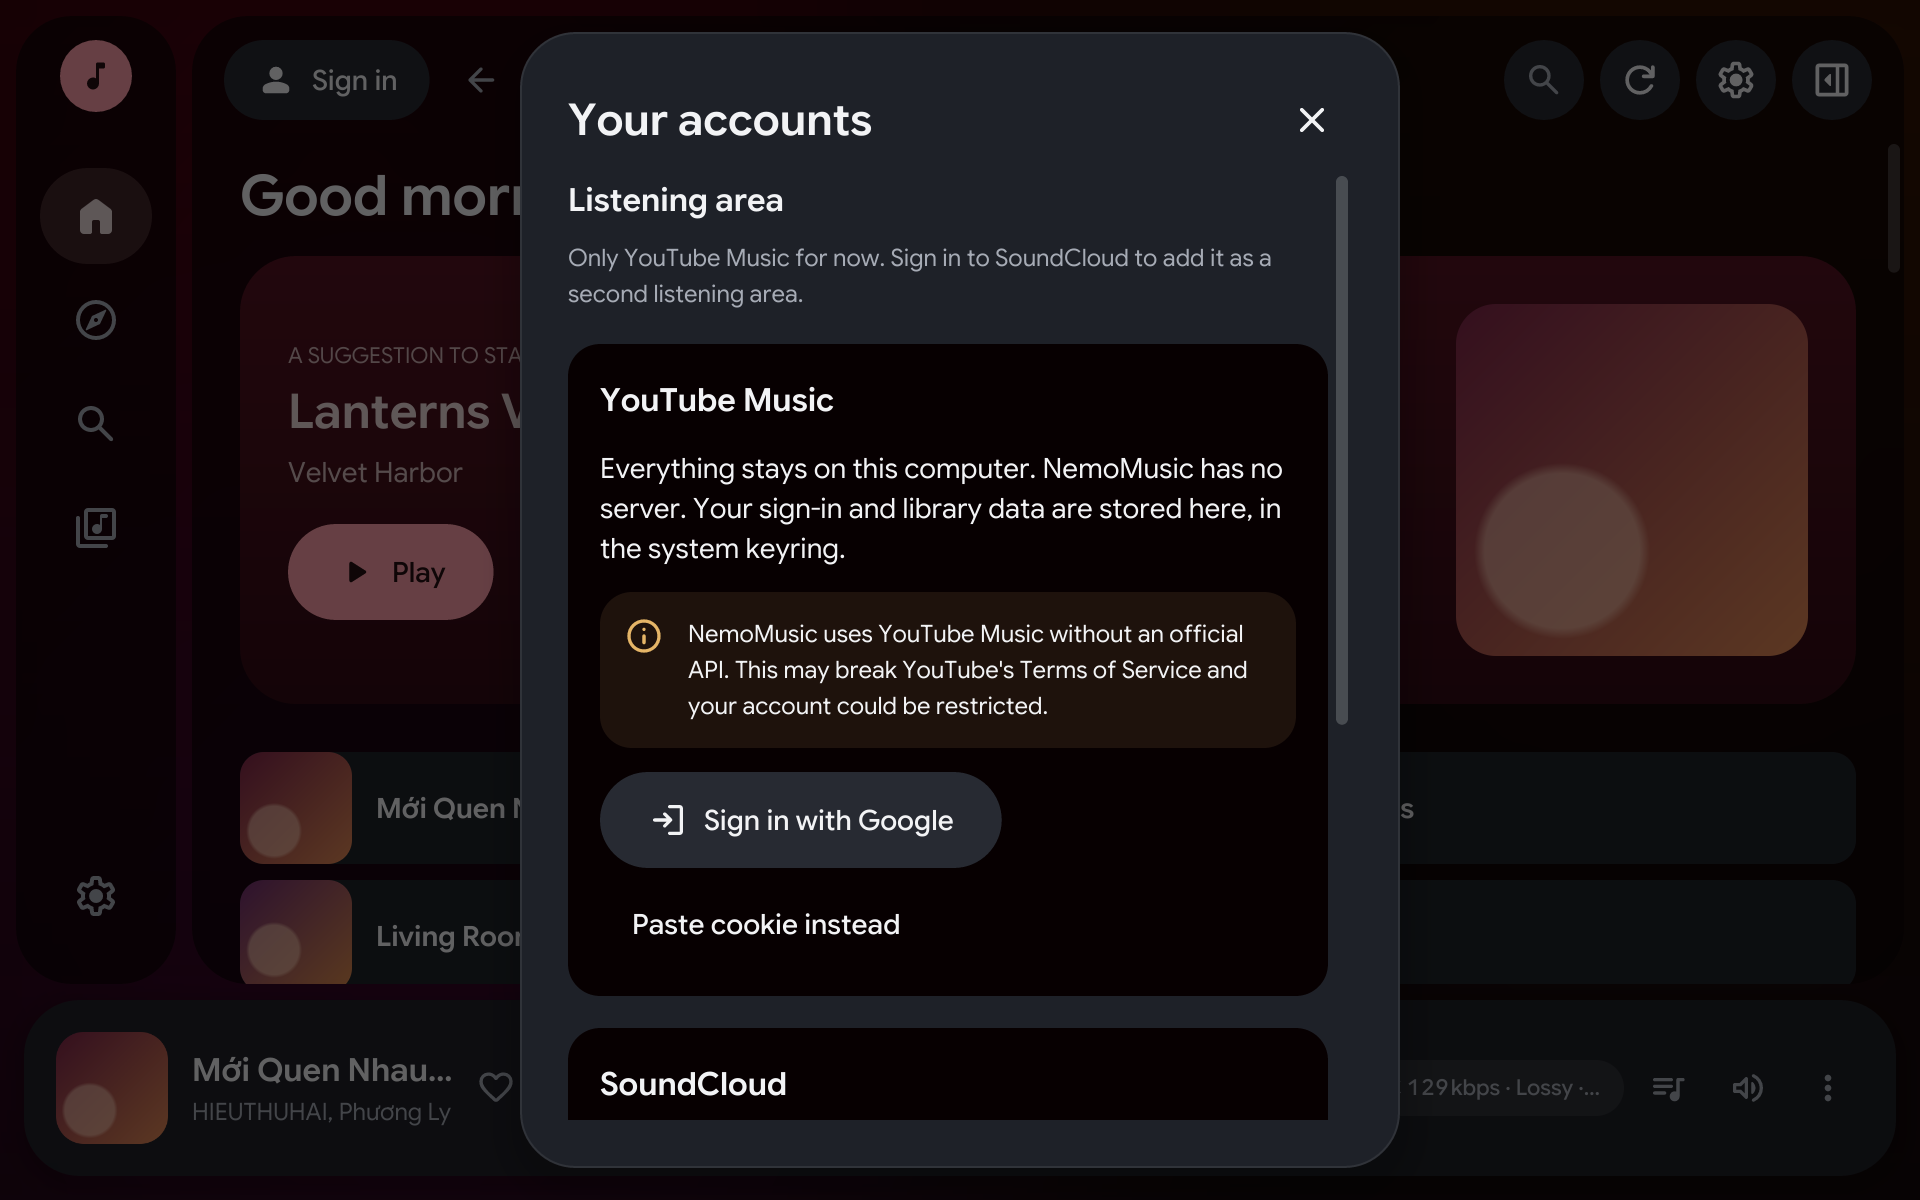 Sign in
Good morn
A SUGGESTION TO STA
Lanterns
Velvet Harbor
Play
Mới Quen
Living Room
Your accounts
Listening area
Only YouTube Music for now. Sign in to SoundCloud to add it as a
second listening area.
YouTube Music
Everything stays on this computer. NemoMusic has no
server. Your sign-in and library data are stored here, in
the system keyring.
NemoMusic uses YouTube Music without an official
API. This may break YouTube's Terms of Service and
your account could be restricted.
Sign in with Google
Paste cookie instead
SoundCloud
Mới Quen Nhau...
HIEUTHUHAI, Phương Ly
129kbps · Lossy ·...